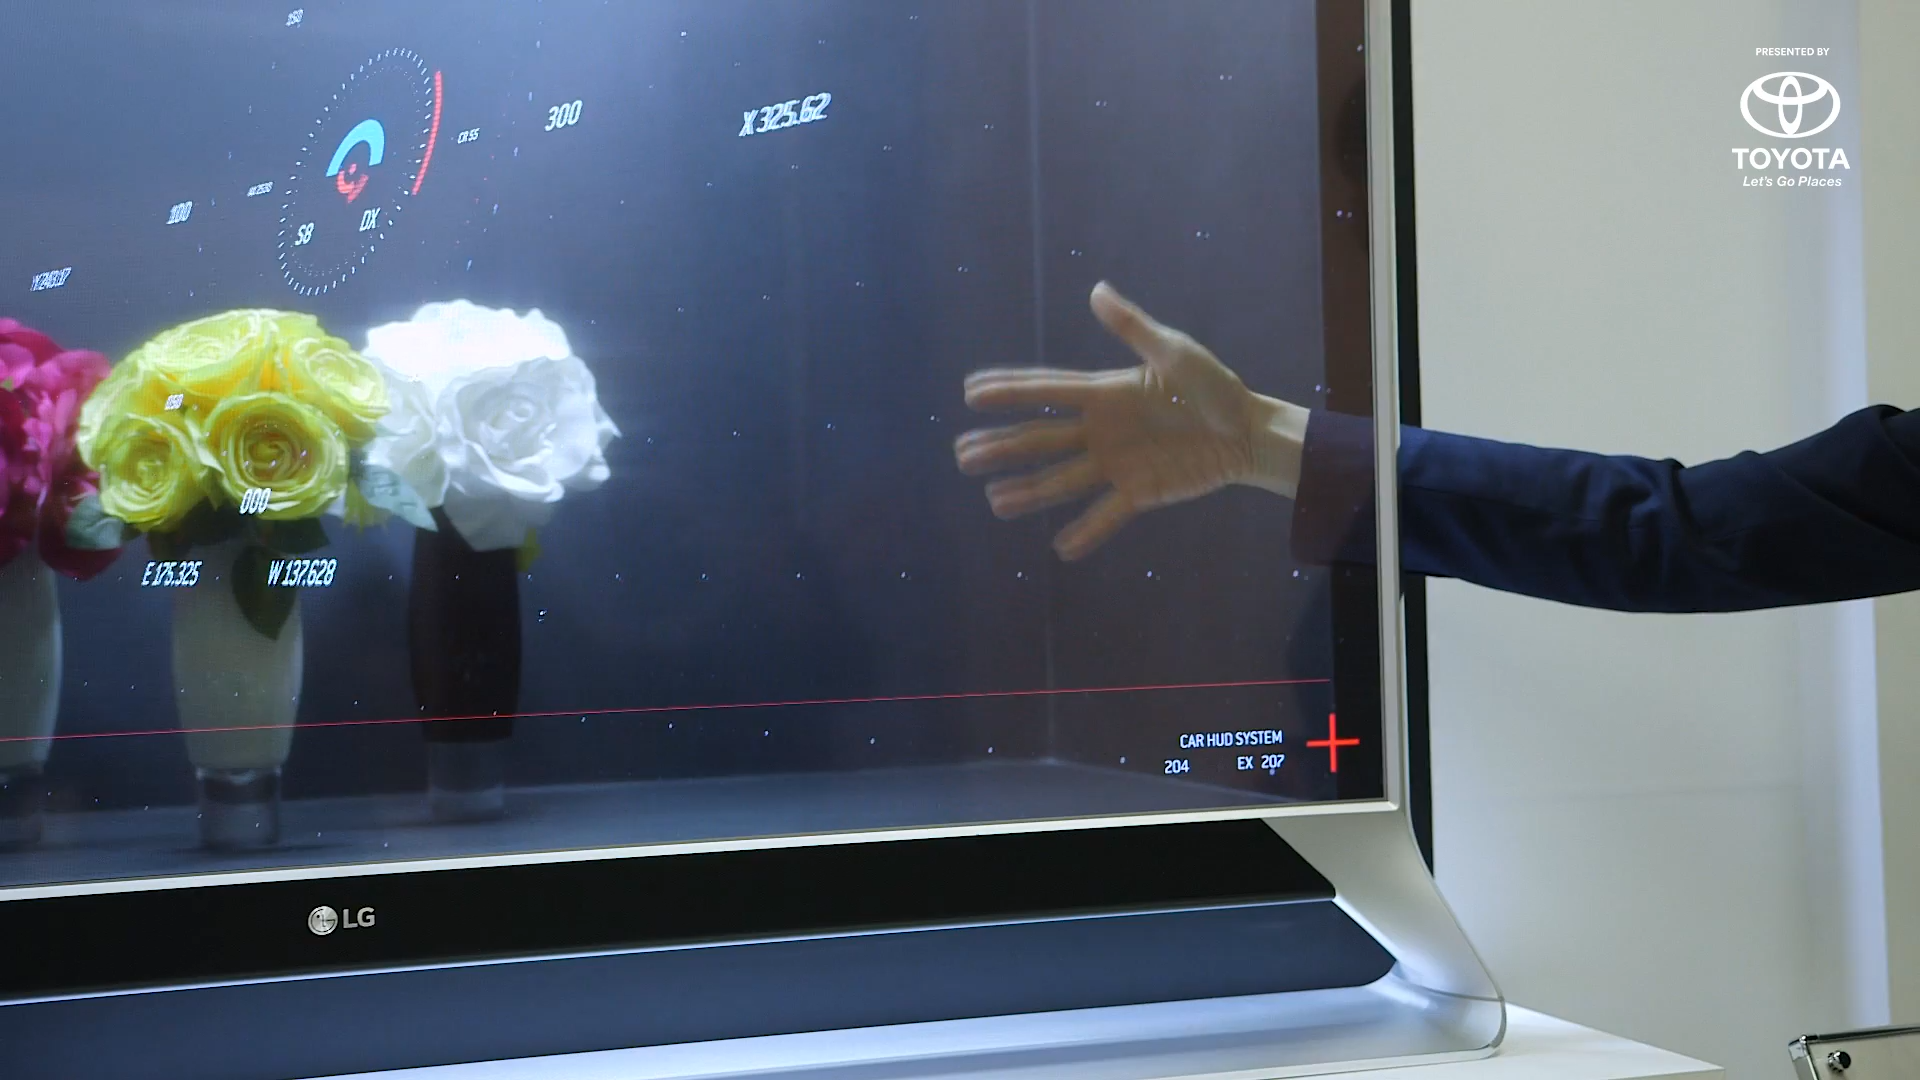 PRESENTED BY
TOYOTA
Let's Go Places
300
X 325.62
100
S8
DX
000
E 175.325
W 137.628
CAR HUD SYSTEM
204
EX 207
LG